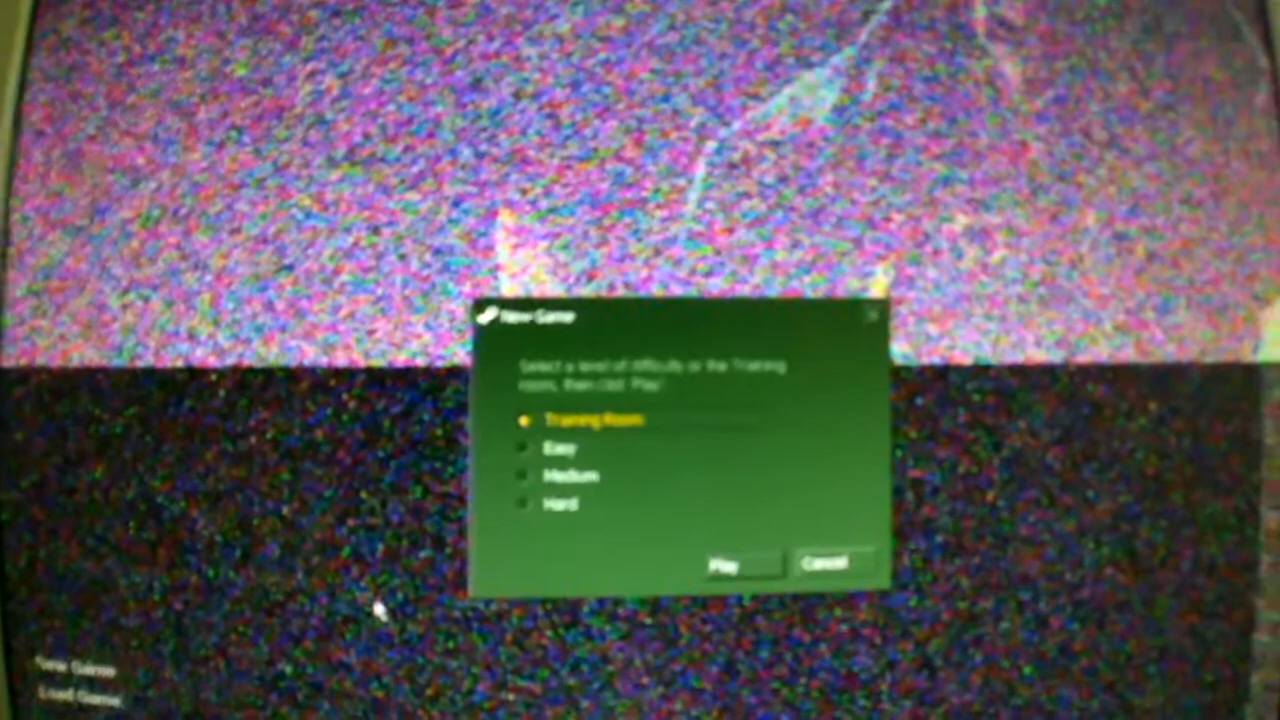 New Game
Select a level of difficulty or the Training
room, then click 'Play'.
Training Room
Easy
Medium
Hard
Play
Cancel
New Game
Load Game